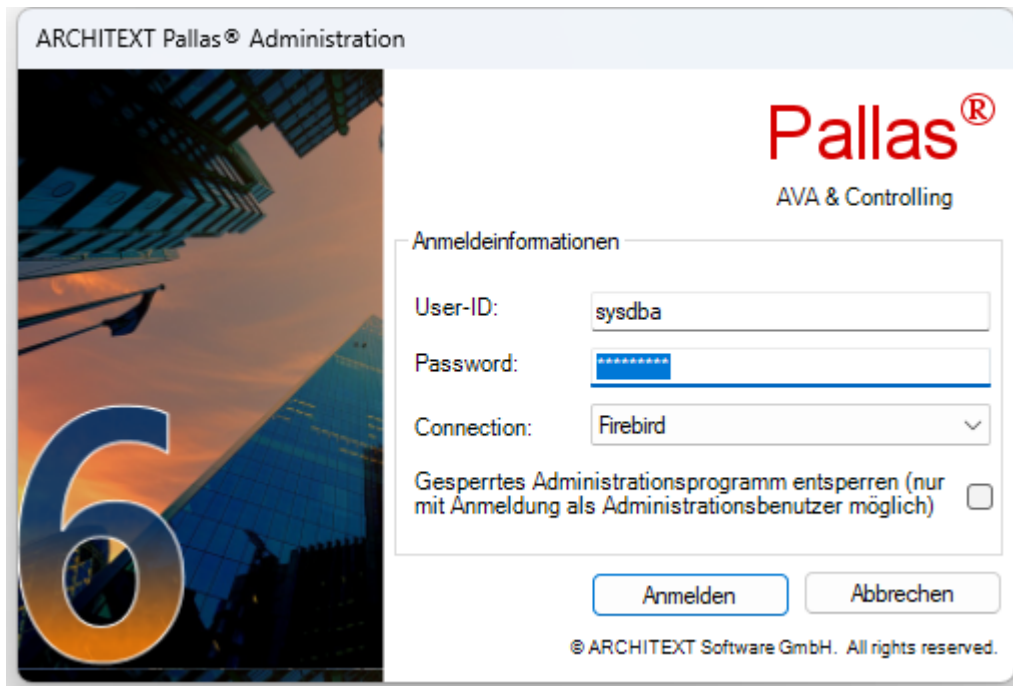 ARCHITEXT Pallas® Administration
Pallas®
AVA & Controlling
Anmeldeinformationen
User-ID:
sysdba
Password:
*********
Connection:
Firebird
Gesperrtes Administrationsprogramm entsperren (nur
mit Anmeldung als Administrationsbenutzer möglich)
6
Anmelden
Abbrechen
© ARCHITEXT Software GmbH. All rights reserved.